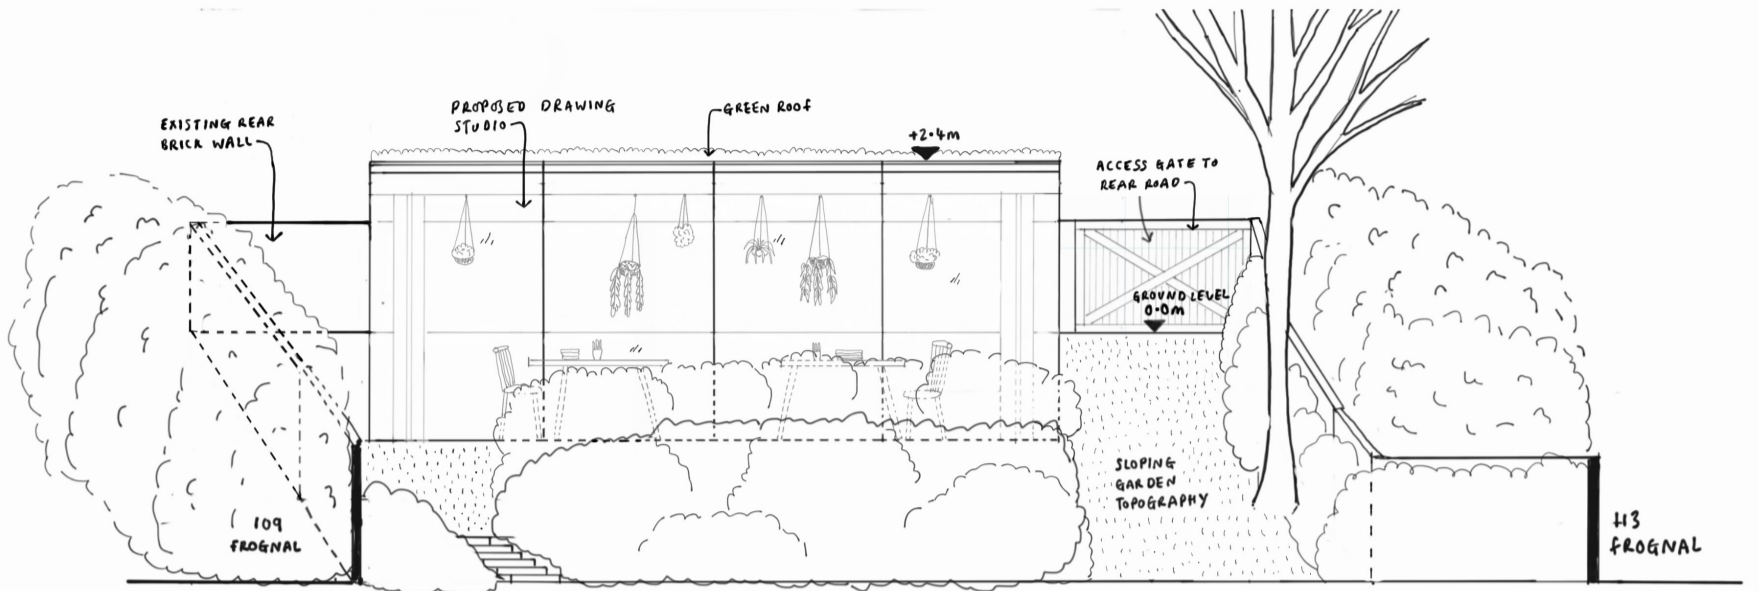 EXISTING REAR
BRICK WALL
PROPOSED DRAWING
STUDIO
GREEN ROOF
+2.4m
ACCESS GATE TO
REAR ROAD
GROUND LEVEL
0.0m
SLOPING
GARDEN
TOPOGRAPHY
109
FROGNAL
113
FROGNAL